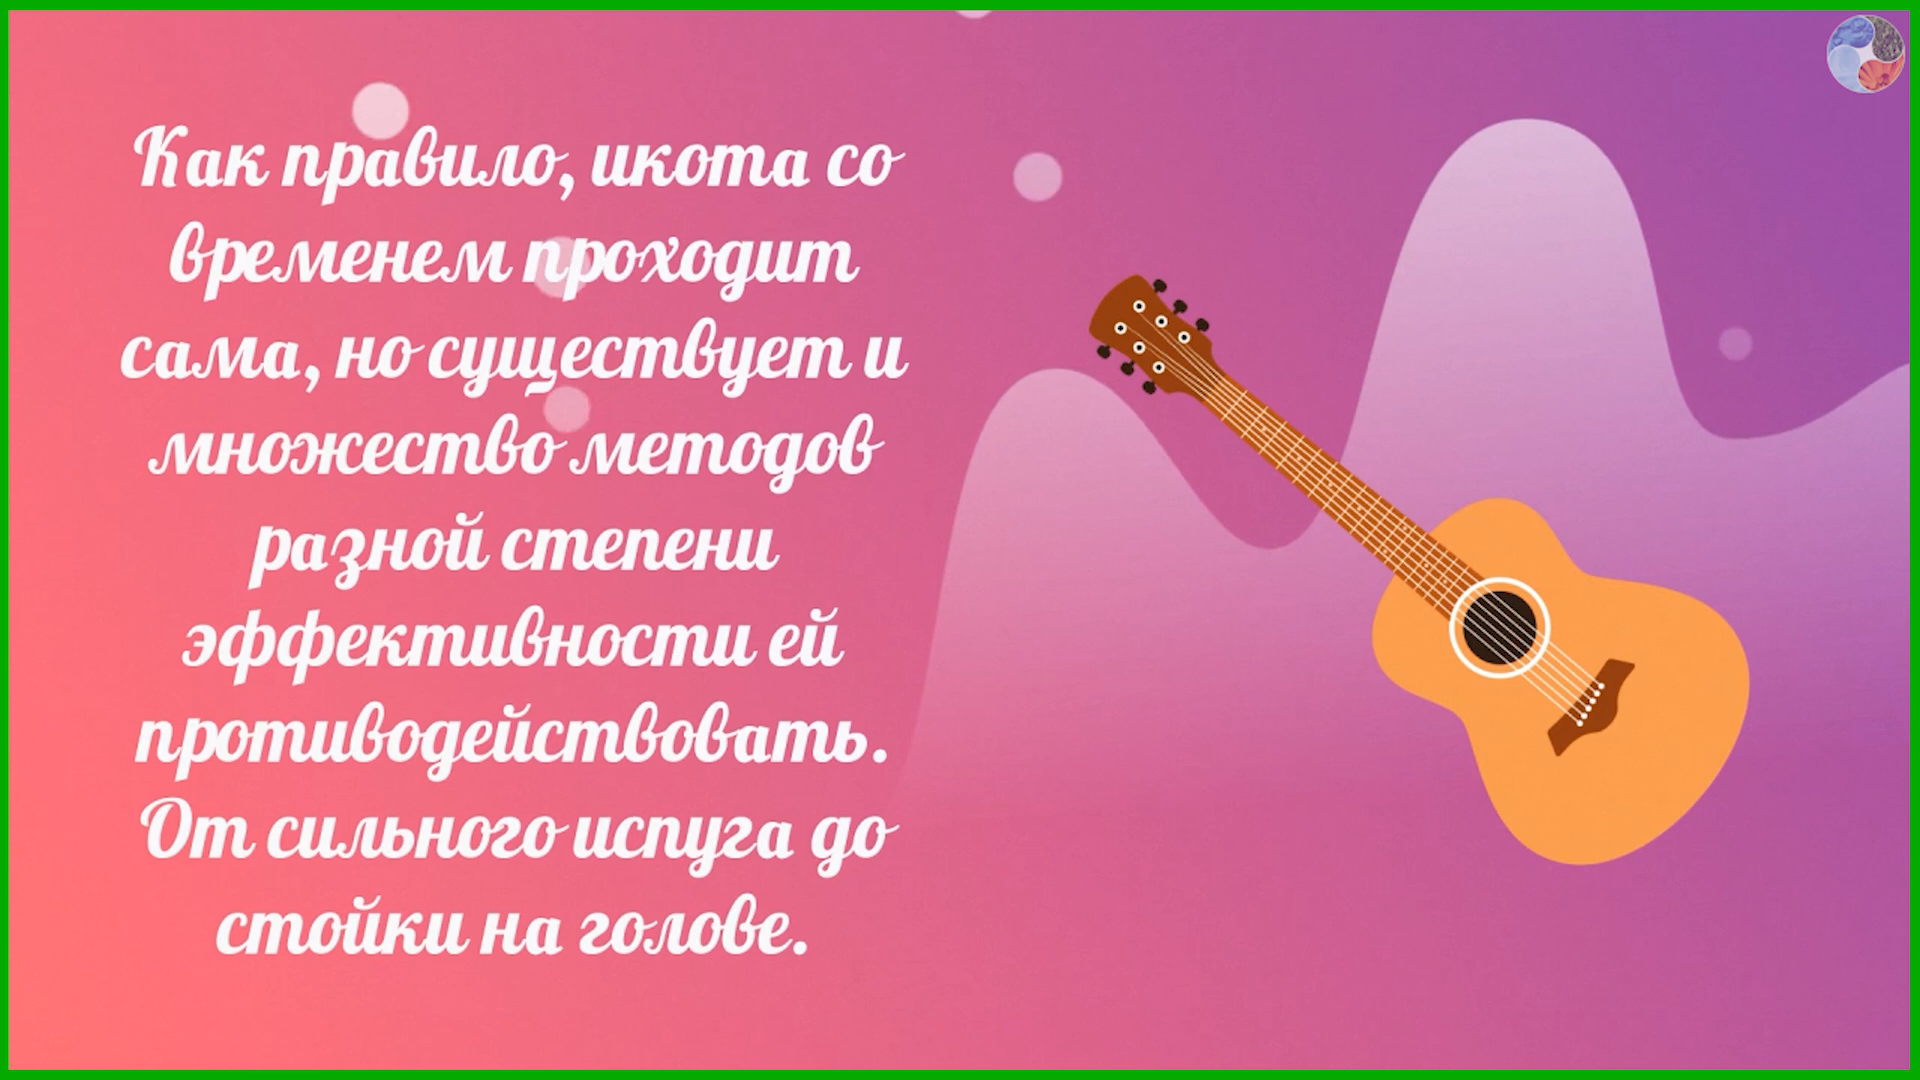 Как правило, икота со
временем проходит
сама, но существует и
множество методов
разной степени
эффективности ей
противодействовать.
От сильного испуга до
стойки на голове.